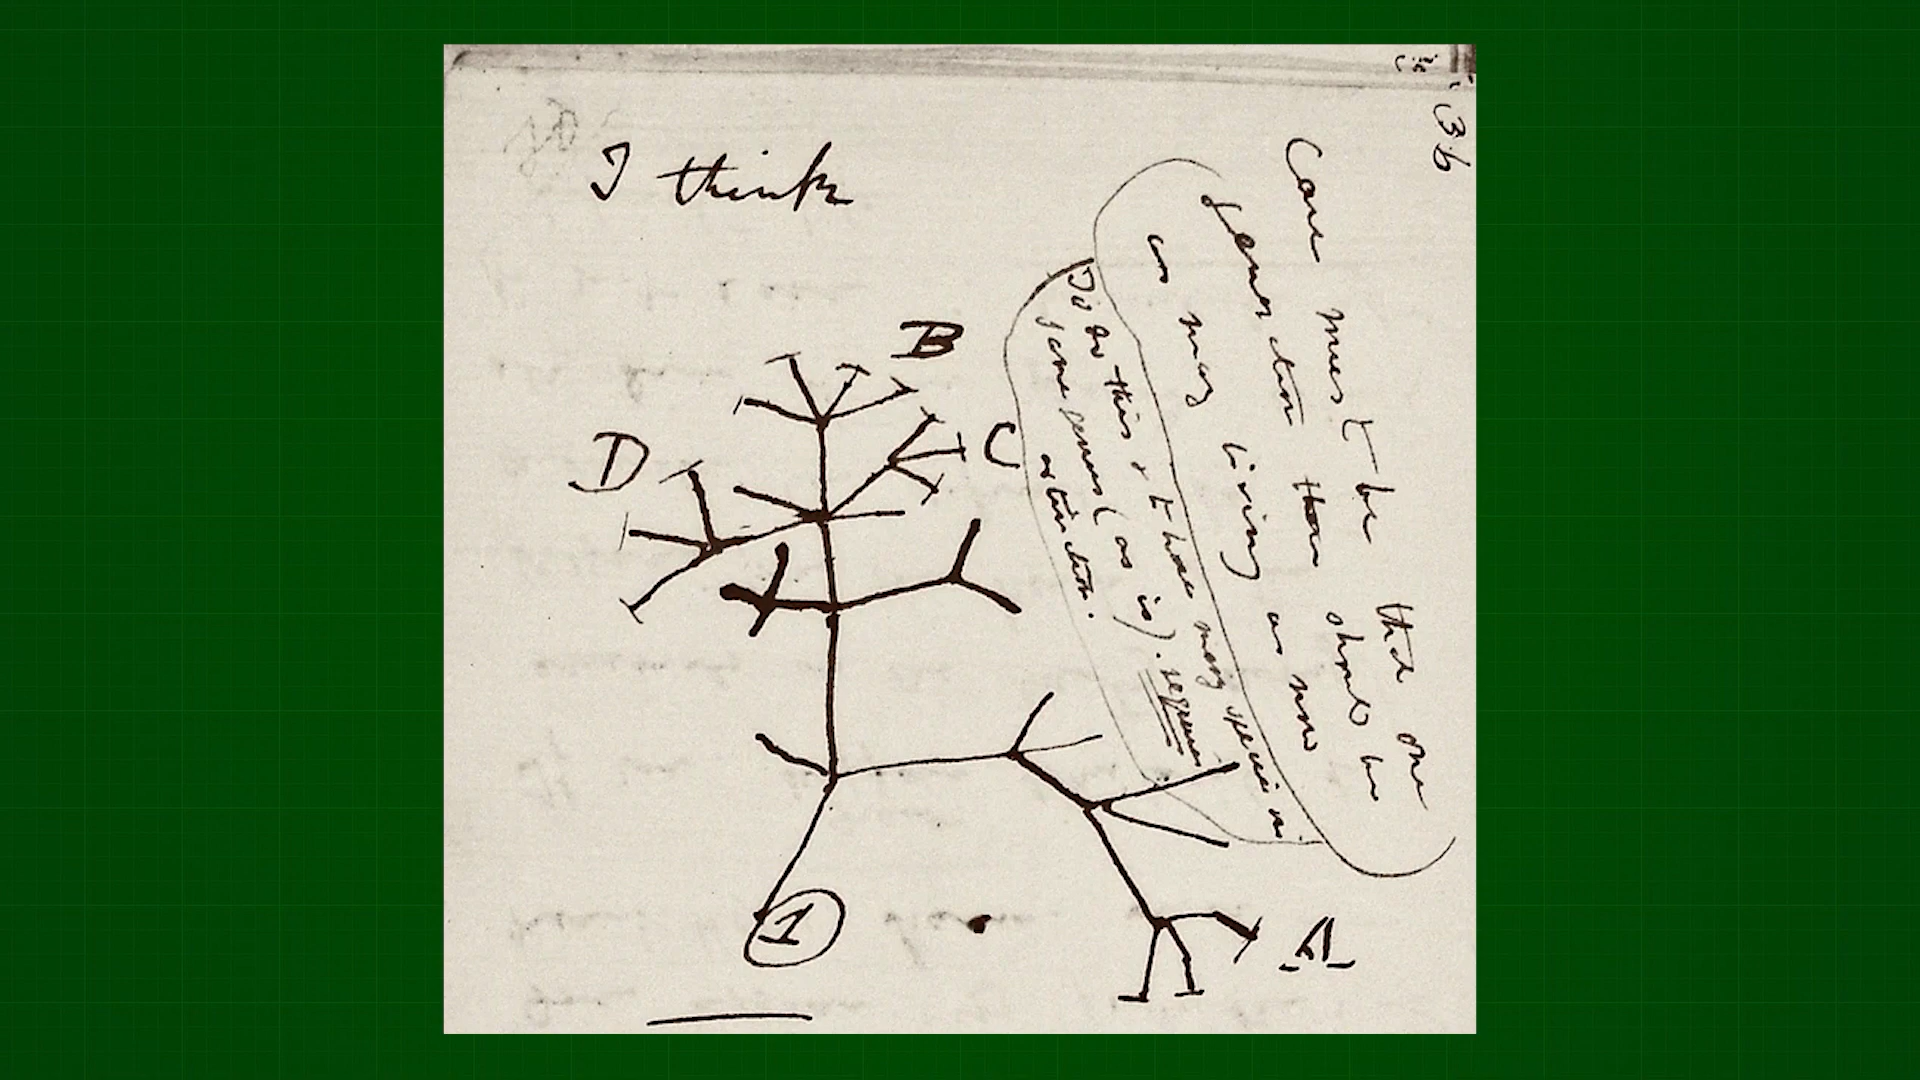 36
I think
Case must be that one
generation then should be
as many living as now
To do this & to have many species in
same genus (as is). requires
extinction.
B
D
C
A
1